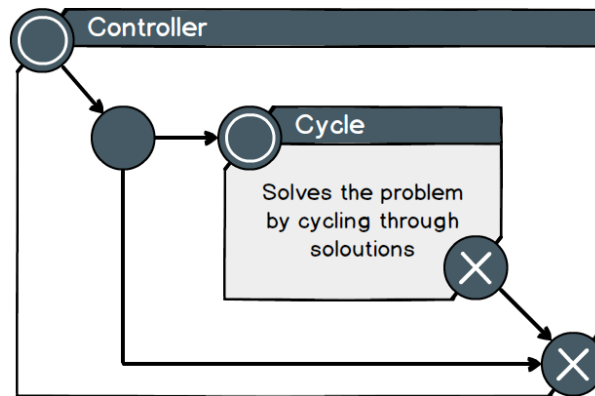 Controller
Cycle
Solves the problem
by cycling through
soloutions